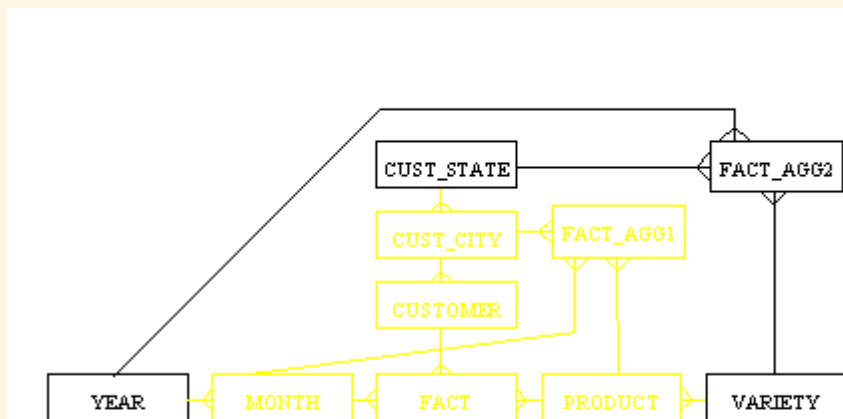 CUST_STATE
FACT_AGG2
CUST_CITY
FACT_AGG1
CUSTOMER
YEAR
MONTH
FACT
PRODUCT
VARIETY